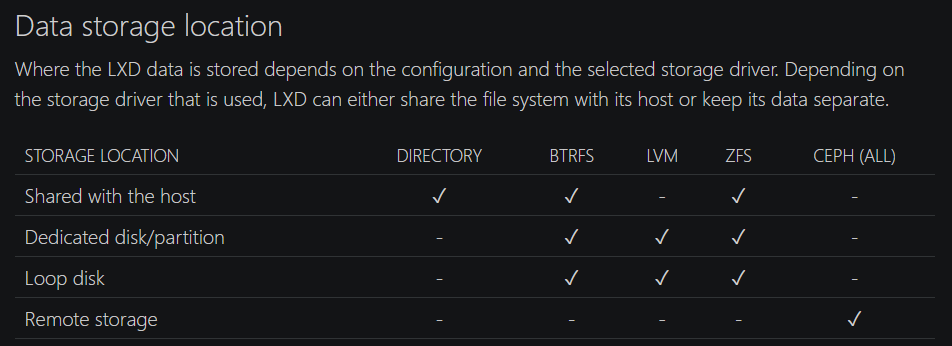 Data storage location
Where the LXD data is stored depends on the configuration and the selected storage driver. Depending on
the storage driver that is used, LXD can either share the file system with its host or keep its data separate.
STORAGE LOCATION DIRECTORY BTRFS LVM ZFS CEPH (ALL)
Shared with the host ✓ ✓ - ✓ -
Dedicated disk/partition - ✓ ✓ ✓ -
Loop disk - ✓ ✓ ✓ -
Remote storage - - - - ✓